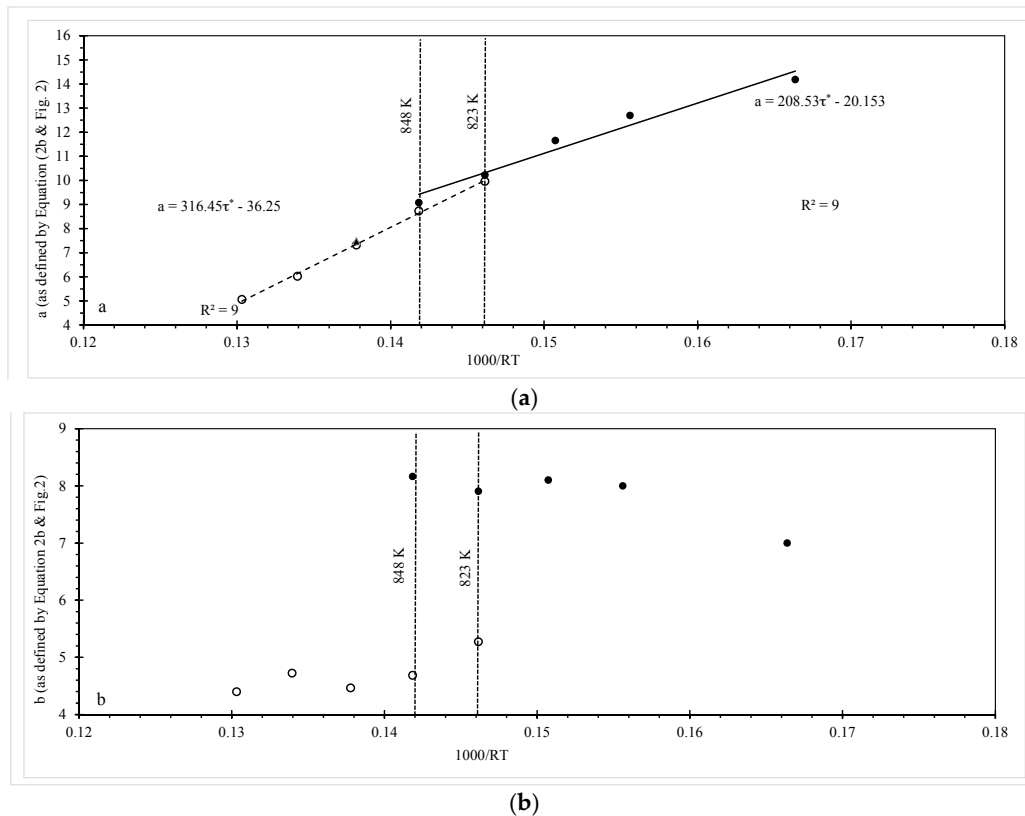 16
15
14
13
12
11
10
9
8
7
6
5
4
a (as defined by Equation (2b & Fig. 2)
848 K
823 K
a = 208.53τ* - 20.153
a = 316.45τ* - 36.25
R² = 9
R² = 9
a
0.12 0.13 0.14 0.15 0.16 0.17 0.18
1000/RT
(a)
9
8
7
6
5
4
b (as defined by Equation 2b & Fig.2)
848 K
823 K
b
0.12 0.13 0.14 0.15 0.16 0.17 0.18
1000/RT
(b)